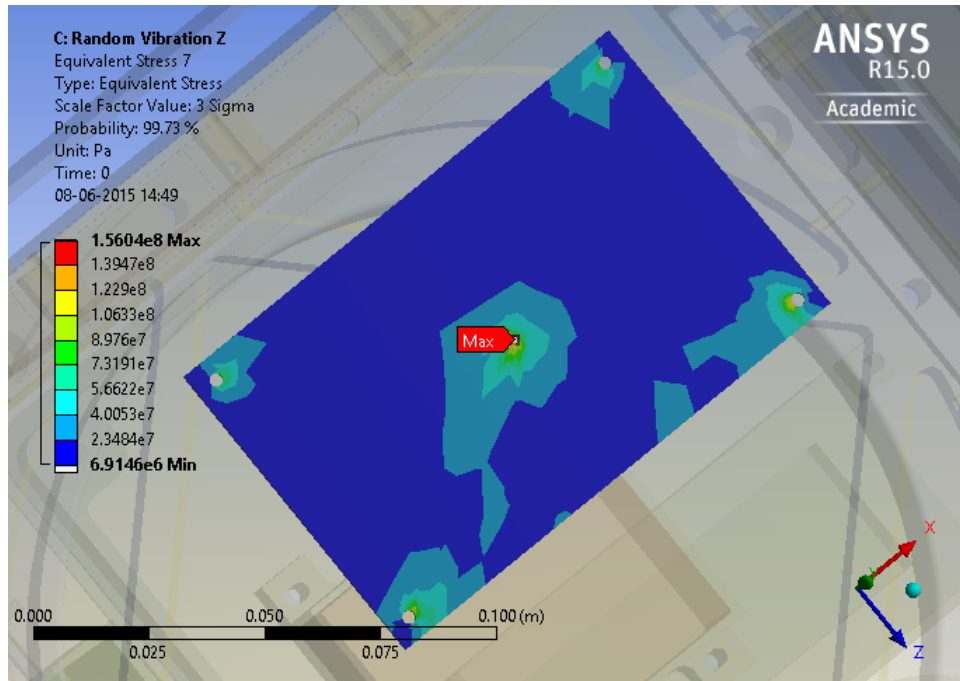 C: Random Vibration Z
Equivalent Stress 7
Type: Equivalent Stress
Scale Factor Value: 3 Sigma
Probability: 99.73 %
Unit: Pa
Time: 0
08-06-2015 14:49
ANSYS
R15.0
Academic
1.5604e8 Max
1.3947e8
1.229e8
1.0633e8
8.976e7
7.3191e7
5.6622e7
4.0053e7
2.3484e7
6.9146e6 Min
Max
0.000
0.050
0.100 (m)
0.025
0.075
X
Z